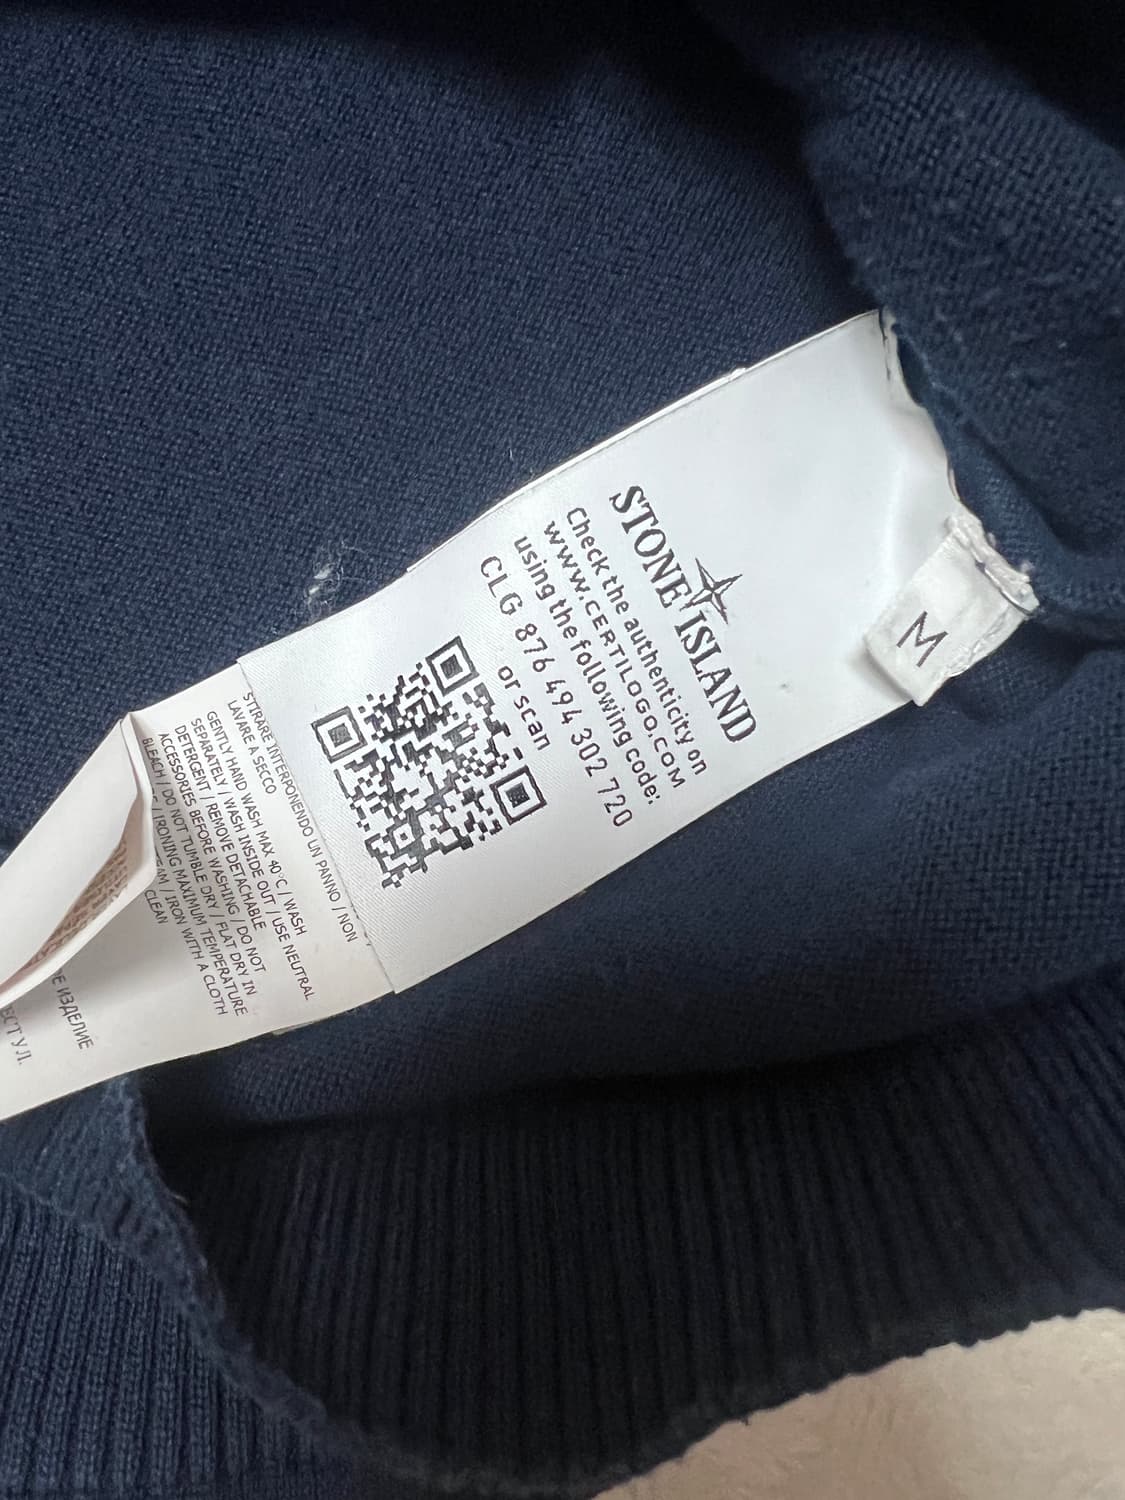 STONE ISLAND
Check the authenticity on
WWW.CERTILOGO.COM
using the following code:
CLG 876 494 302 720
or scan
M
STIRARE INTERPONENDO UN PANNO / NON
LAVARE A SECCO
GENTLY HAND WASH MAX 40°C / WASH
SEPARATELY / WASH INSIDE OUT / USE NEUTRAL
DETERGENT / REMOVE DETACHABLE
ACCESSORIES BEFORE WASHING / DO NOT
BLEACH / DO NOT TUMBLE DRY / FLAT DRY IN
/ IRONING MAXIMUM TEMPERATURE
/ IRON WITH A CLOTH
CLEAN
ИЗДЕЛИЕ
УЛ.